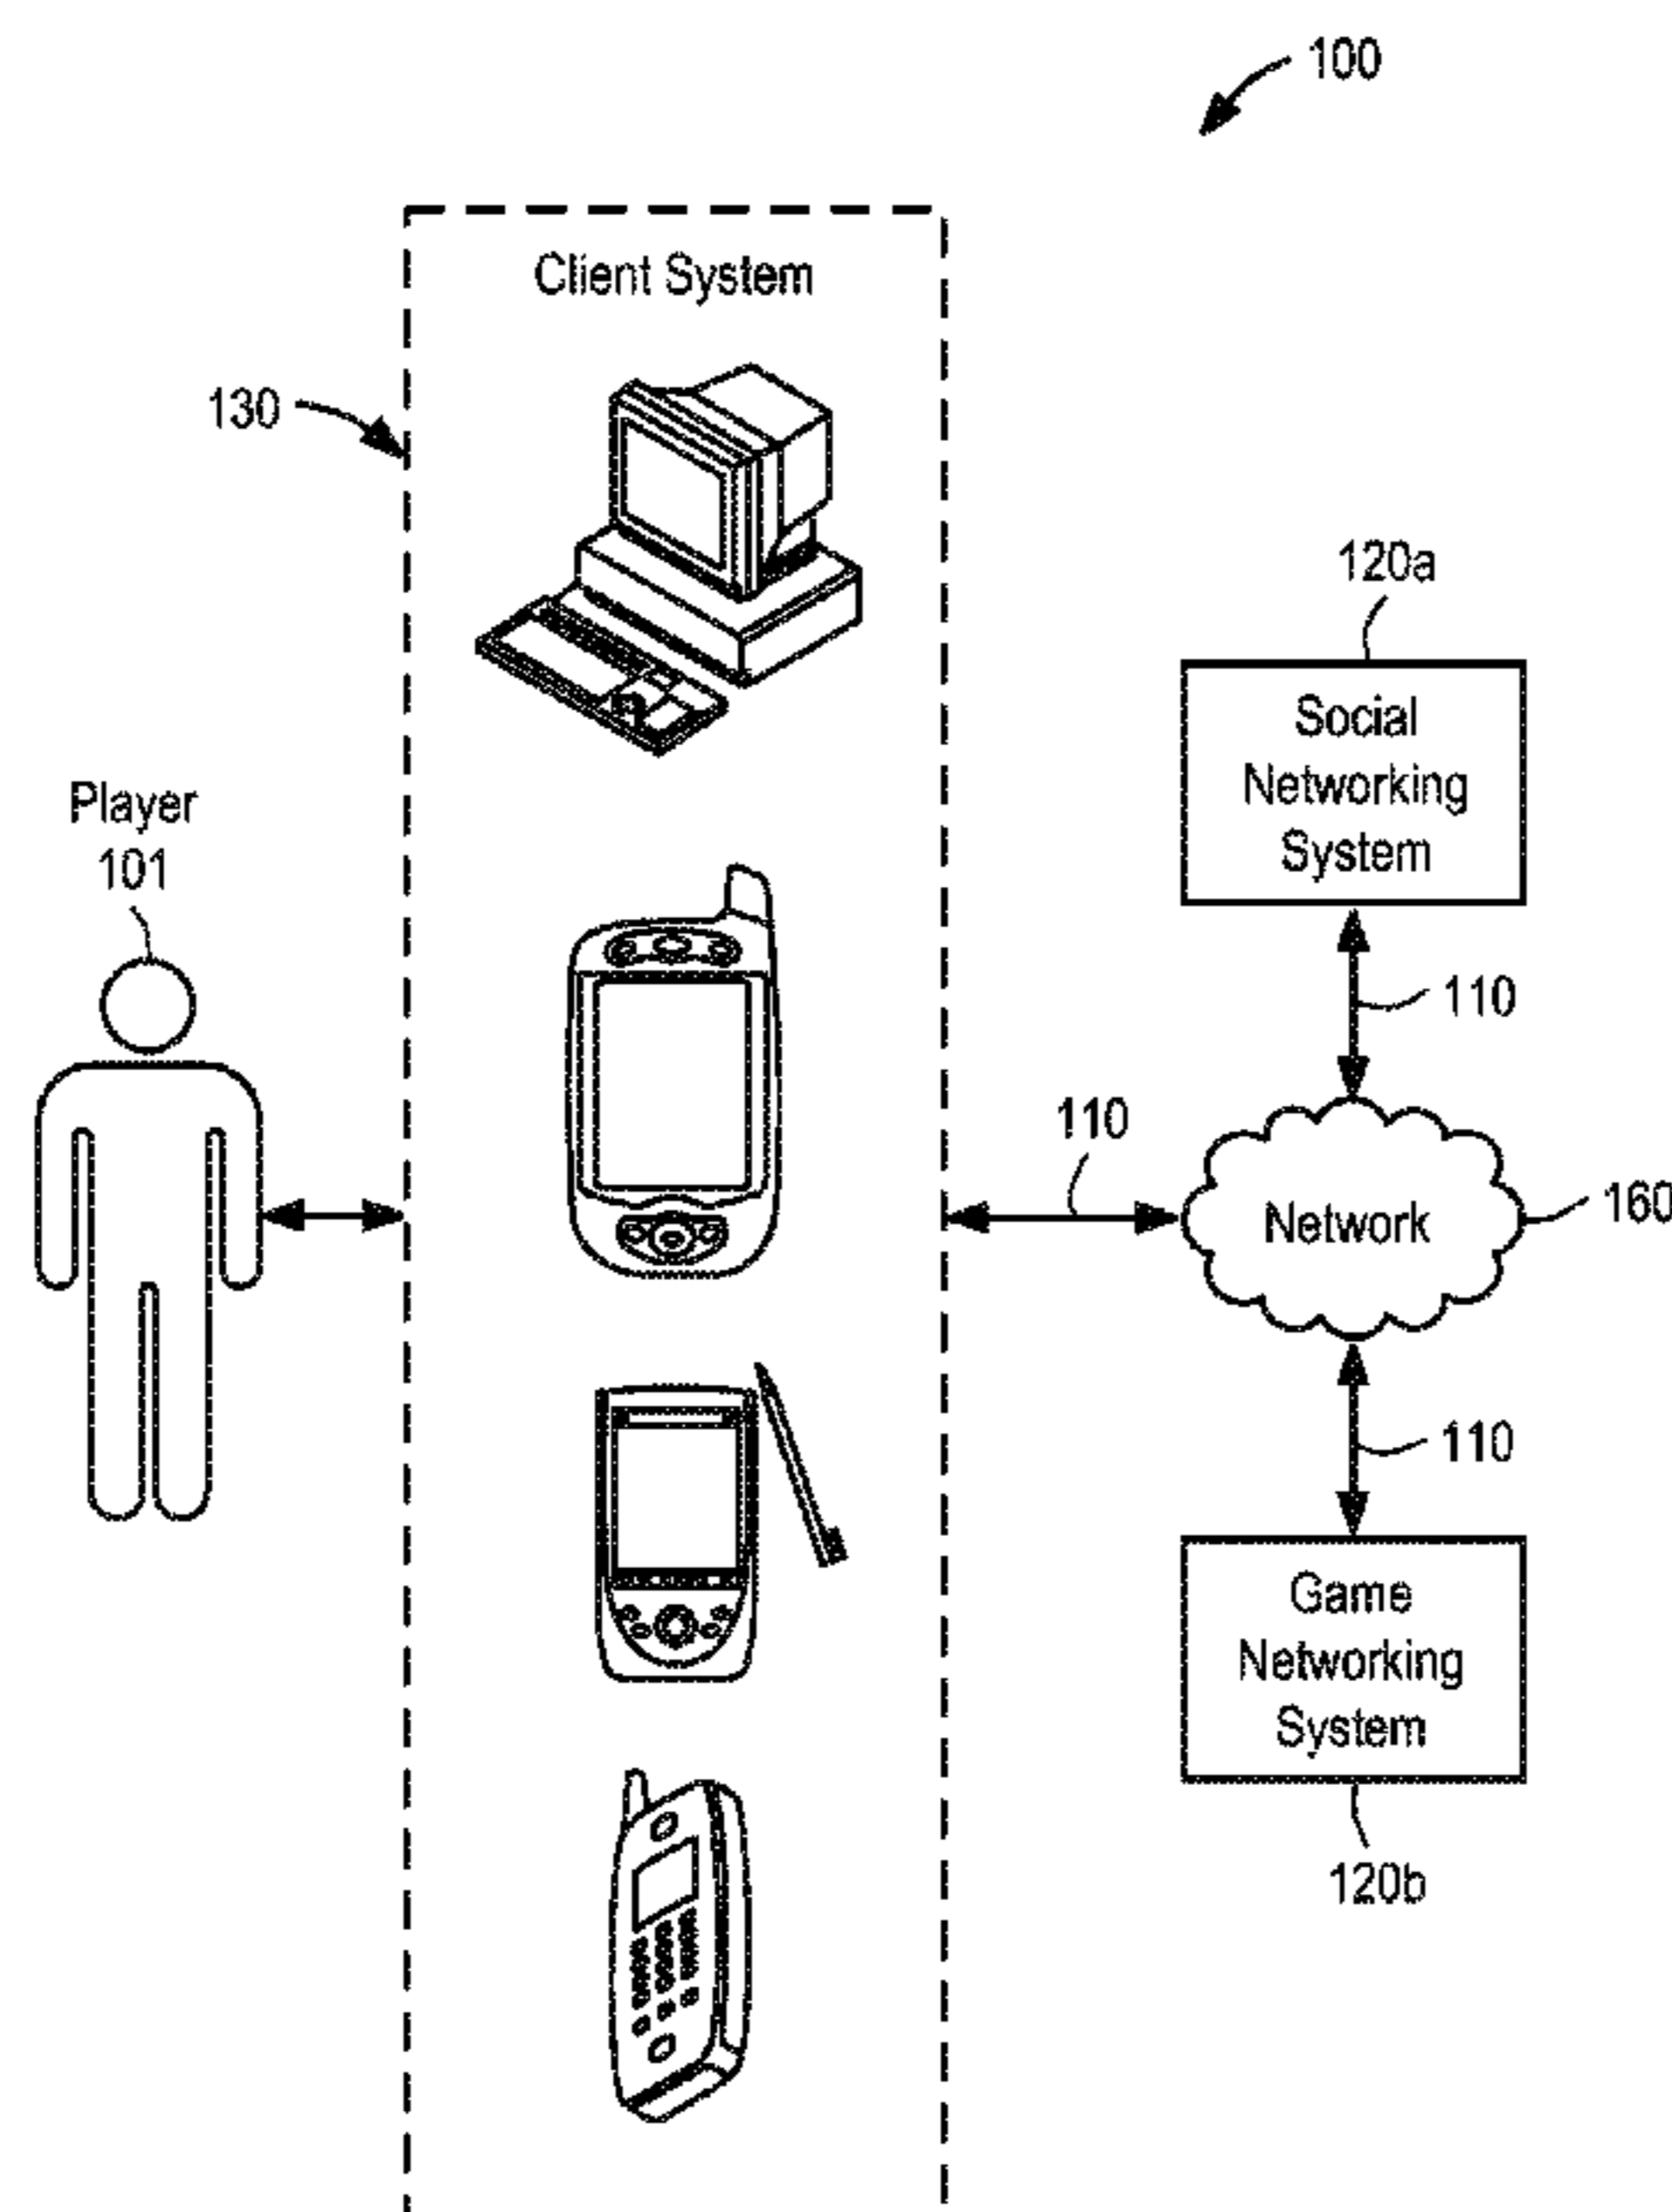 100
Client System
130
120a
Social
Networking
System
Player
101
110
110
Network
160
110
Game
Networking
System
120b